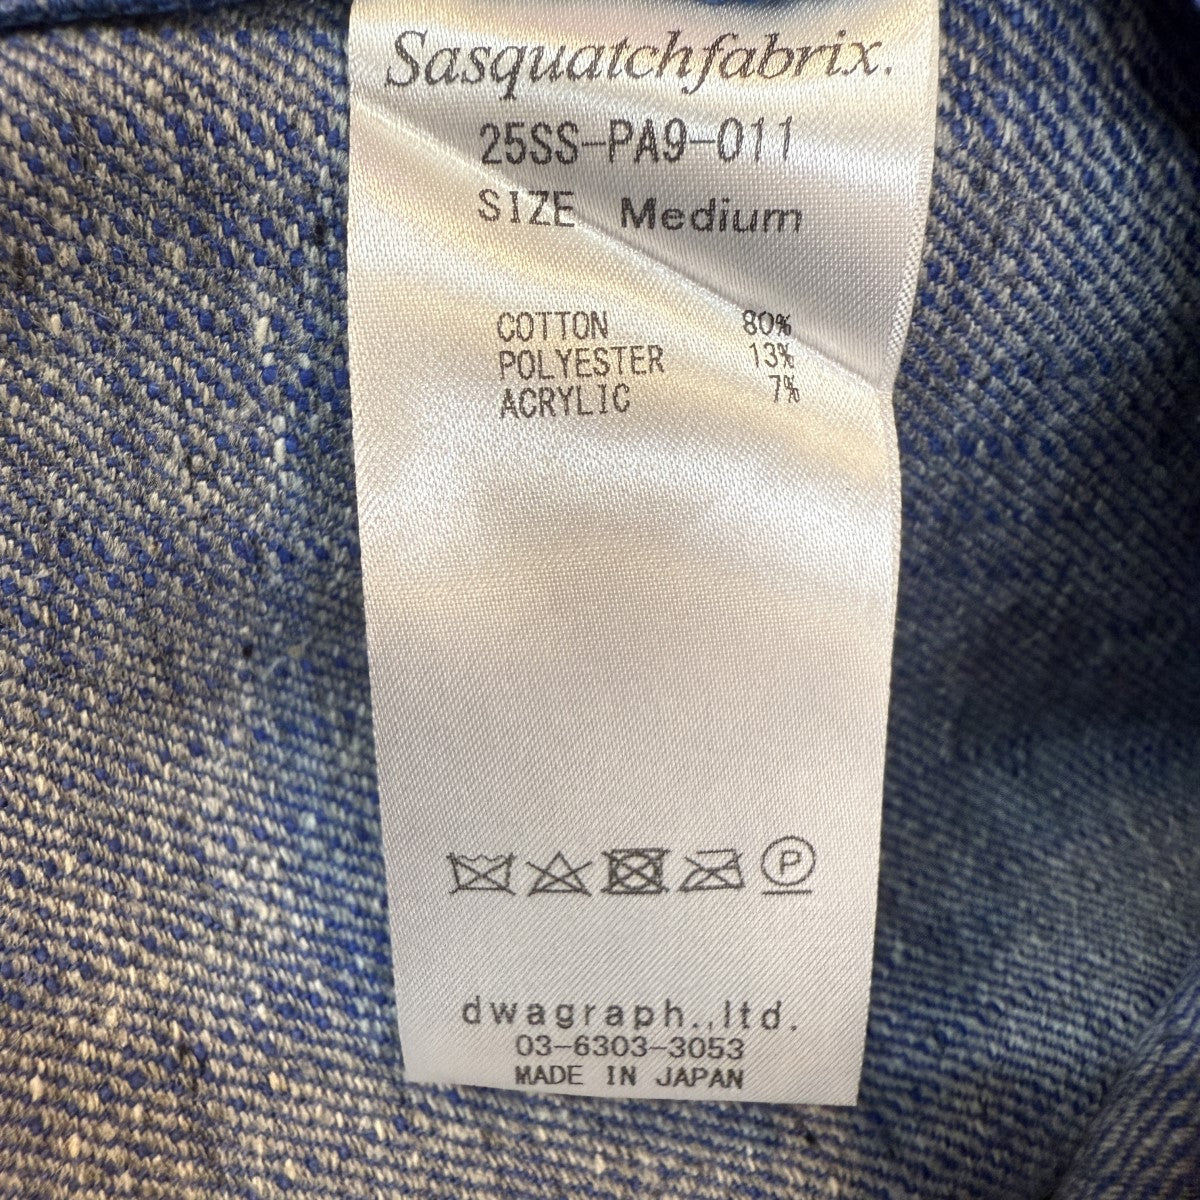 Sasquatchfabrix.
25SS-PA9-011
SIZE Medium
COTTON 80%
POLYESTER 13%
ACRYLIC 7%
P
dwagraph.,ltd.
03-6303-3053
MADE IN JAPAN